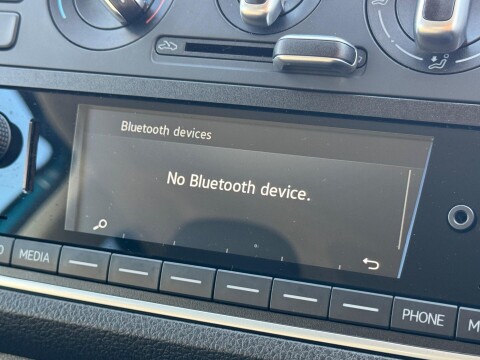 Bluetooth devices
No Bluetooth device.
MEDIA
PHONE